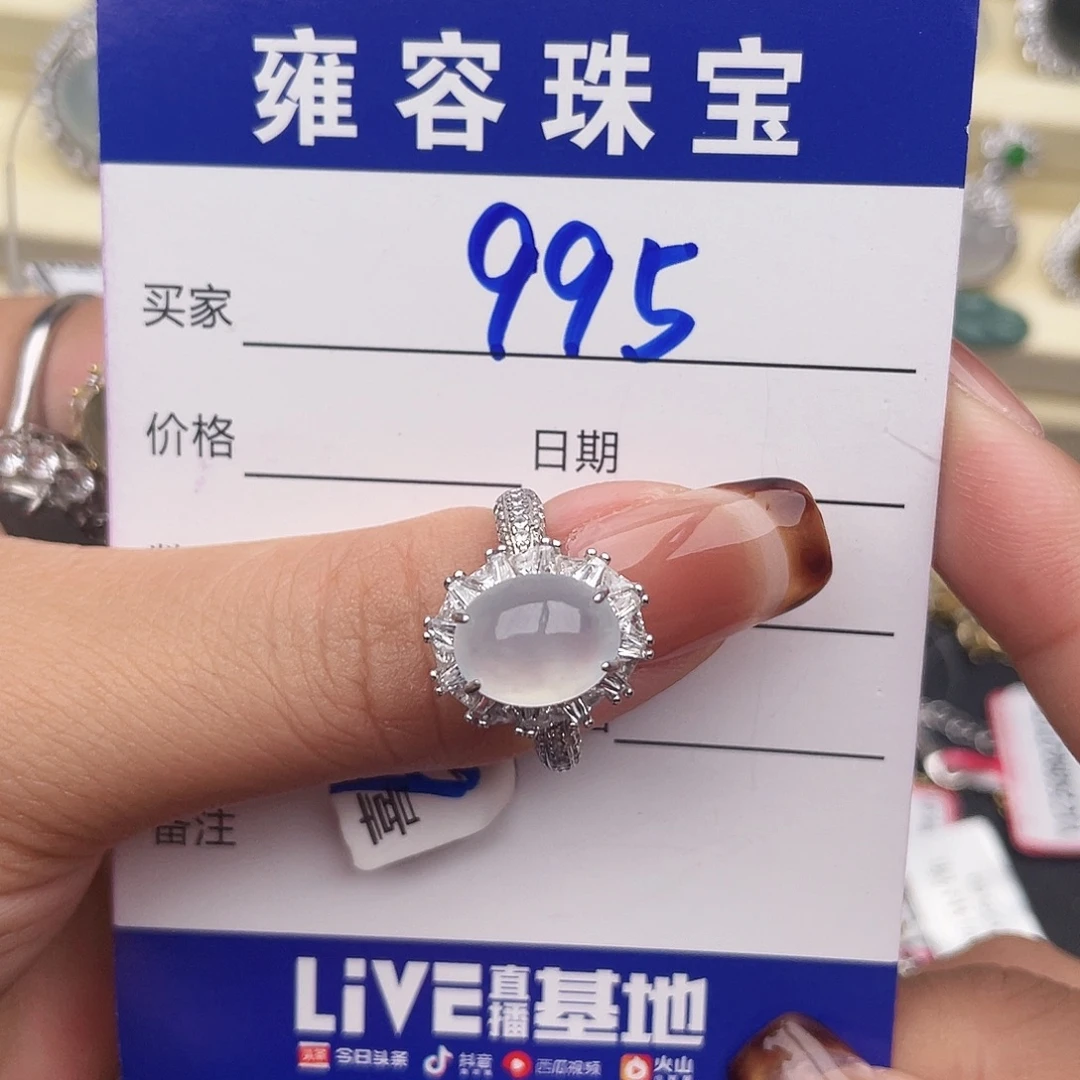 雍容珠宝
买家 995
价格 日期
备注
LiVE直播基地
今日头条 抖音 西瓜视频 火山